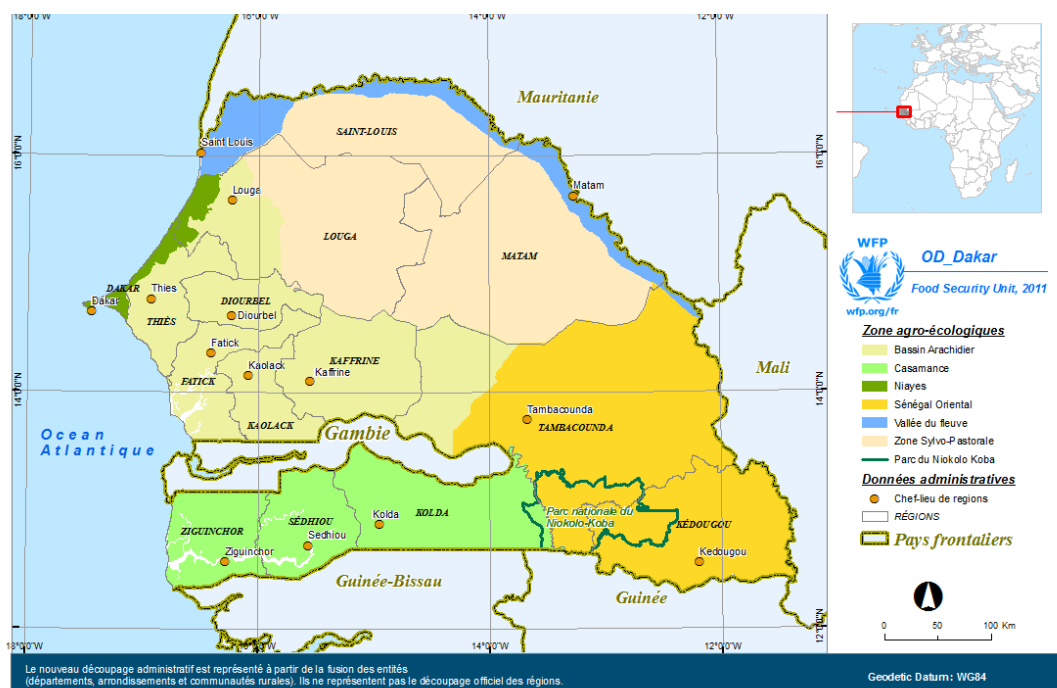 18°0'0"W
16°0'0"W
14°0'0"W
12°0'0"W
Mauritanie
SAINT-LOUIS
Saint Louis
16°0'0"N
16°0'0"N
Matam
Louga
LOUGA
MATAM
DAKAR
Thies
Dakar
DIOURBEL
Diourbel
THIÈS
Fatick
KAFFRINE
Kaolack
Kaffrine
FATICK
Mali
14°0'0"N
14°0'0"N
Tambacounda
TAMBACOUNDA
KAOLACK
Gambie
Ocean
Atlantique
Kolda
KOLDA
SÉDHIOU
ZIGUINCHOR
Sedhiou
Parc nationale du
Niokolo-Koba
KÉDOUGOU
Ziguinchor
Kedougou
Guinée-Bissau
Guinée
12°0'0"N
18°0'0"W
16°0'0"W
14°0'0"W
12°0'0"W
WFP
wfp.org/fr
OD_Dakar
Food Security Unit, 2011
Zone agro-écologiques
Bassin Arachidier
Casamance
Niayes
Sénégal Oriental
Vallée du fleuve
Zone Sylvo-Pastorale
Parc du Niokolo Koba
Données administratives
Chef-lieu de regions
RÉGIONS
Pays frontaliers
0 50 100 Km
Le nouveau découpage administratif est représenté à partir de la fusion des entités
(départements, arrondissements et communautés rurales). Ils ne représentent pas le découpage officiel des régions.
Geodetic Datum: WG84